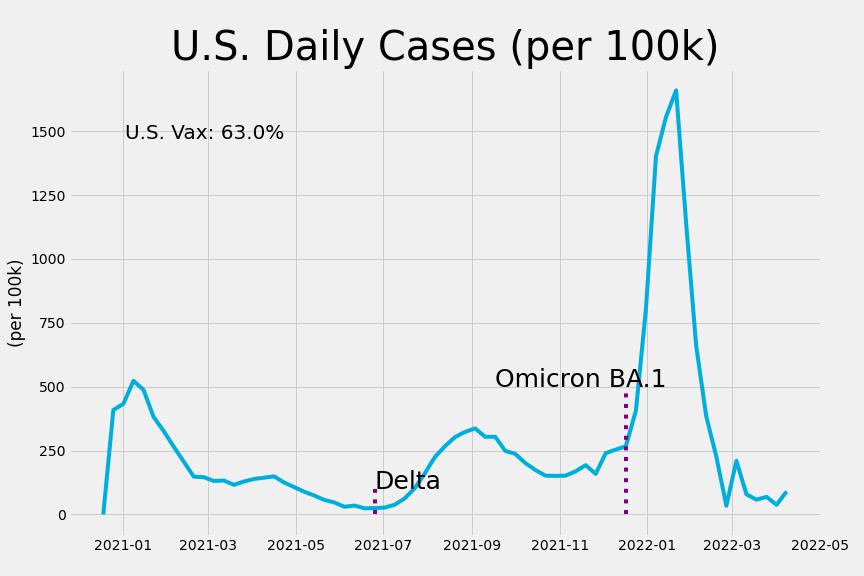 U.S. Daily Cases (per 100k)
U.S. Vax: 63.0%
1500
1250
1000
750
500
250
0
(per 100k)
Omicron BA.1
Delta
2021-01 2021-03 2021-05 2021-07 2021-09 2021-11 2022-01 2022-03 2022-05